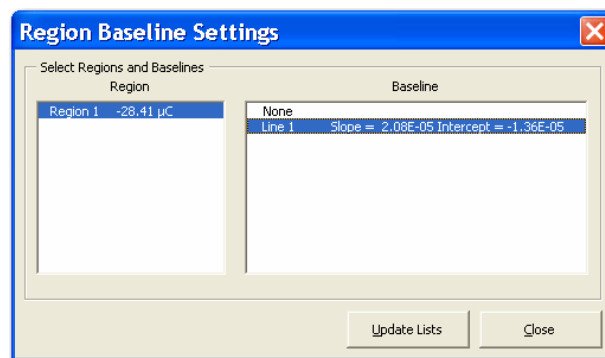 Region Baseline Settings
Select Regions and Baselines
Region
Baseline
Region 1 -28.41 µC
None
Line 1 Slope = 2.08E-05 Intercept = -1.36E-05
Update Lists
Close